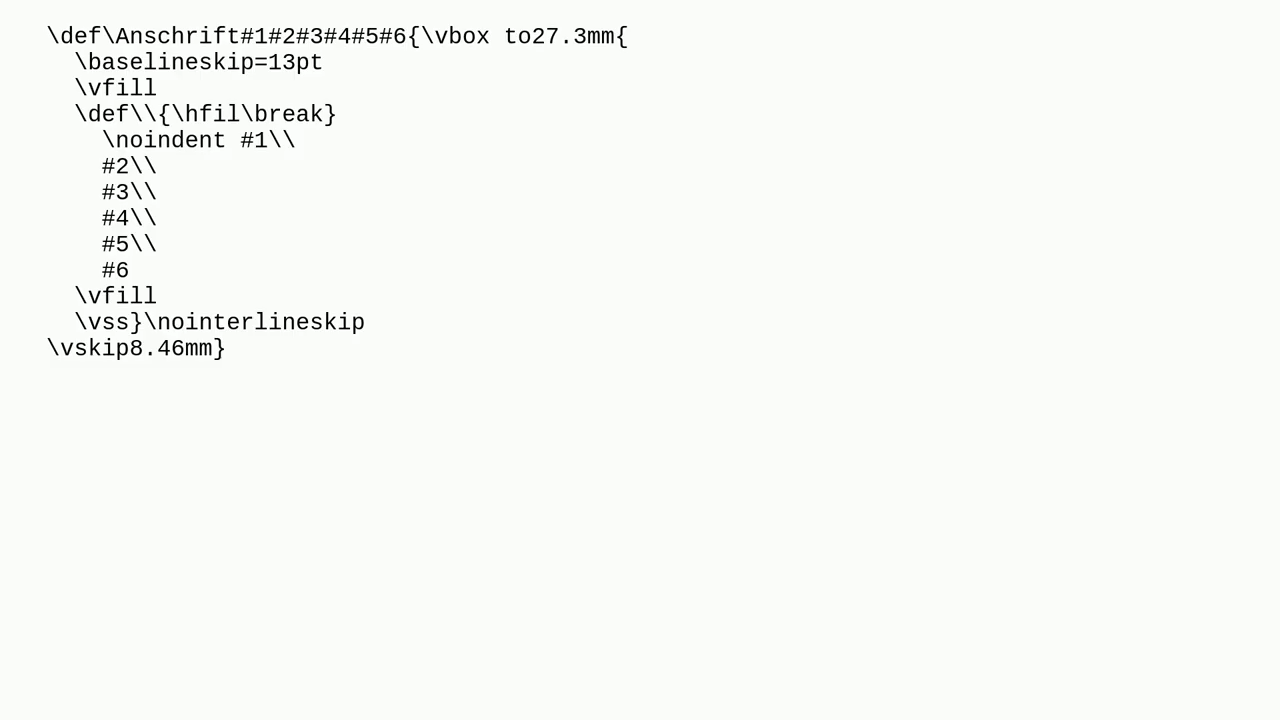 \def\Anschrift#1#2#3#4#5#6{\vbox to27.3mm{
  \baselineskip=13pt
  \vfill
  \def\\{\hfil\break}
    \noindent #1\\
    #2\\
    #3\\
    #4\\
    #5\\
    #6
  \vfill
  \vss}\nointerlineskip
\vskip8.46mm}